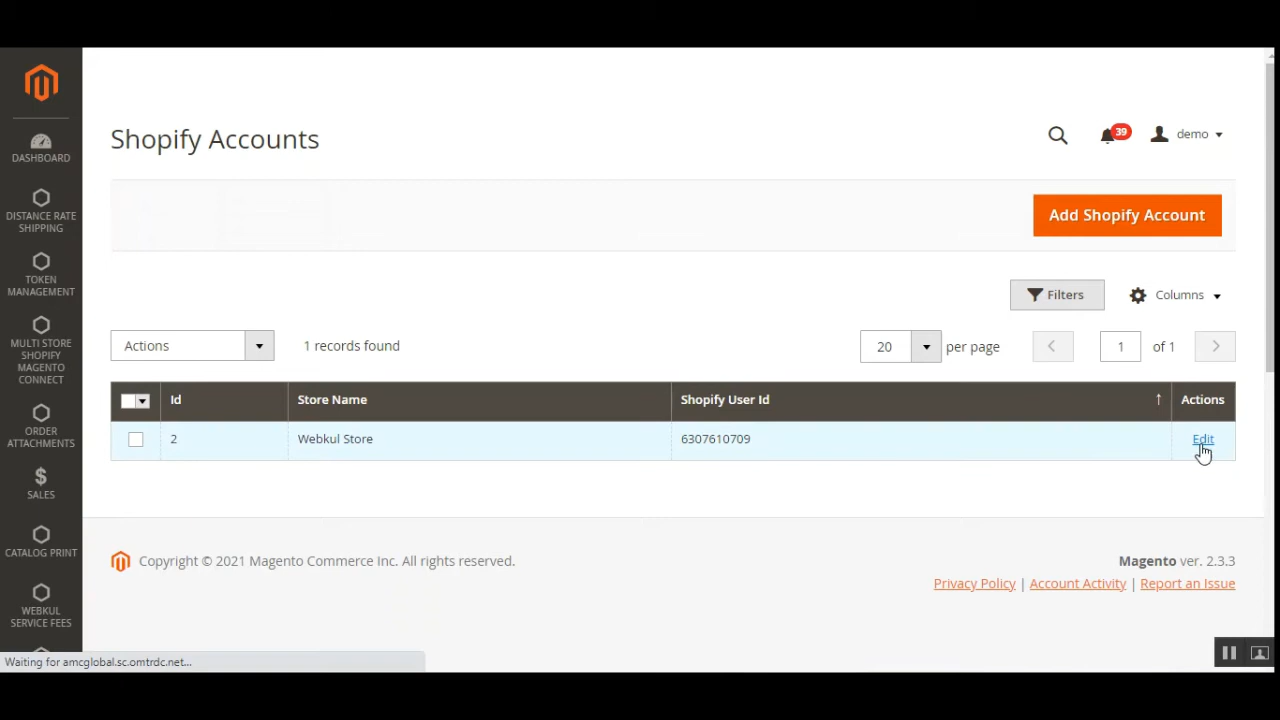 Shopify Accounts
39
demo
DASHBOARD
DISTANCE RATE
SHIPPING
TOKEN
MANAGEMENT
MULTI STORE
SHOPIFY
MAGENTO
CONNECT
ORDER
ATTACHMENTS
$
SALES
CATALOG PRINT
WEBKUL
SERVICE FEES
Add Shopify Account
Filters
Columns
Actions
1 records found
20
per page
1
of 1
Id
Store Name
Shopify User Id
↑
Actions
2
Webkul Store
6307610709
Edit
Copyright © 2021 Magento Commerce Inc. All rights reserved.
Magento ver. 2.3.3
Privacy Policy | Account Activity | Report an Issue
Waiting for amcglobal.sc.omtrdc.net...